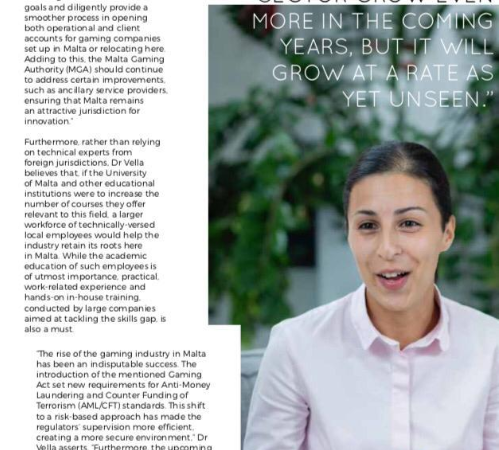 goals and diligently provide a
smoother process in opening
both operational and client
accounts for gaming companies
set up in Malta or relocating here.
Adding to this, the Malta Gaming
Authority (MGA) should continue
to address certain improvements,
such as ancillary service providers,
ensuring that Malta remains
an attractive jurisdiction for
innovation."
Furthermore, rather than relying
on technical experts from
foreign jurisdictions, Dr Vella
believes that, if the University
of Malta and other educational
institutions were to increase the
number of courses they offer
relevant to this field, a larger
workforce of technically-versed
local employees would help the
industry retain its roots here
in Malta. While the academic
education of such employees is
of utmost importance, practical,
work-related experience and
hands-on in-house training,
conducted by large companies
aimed at tackling the skills gap, is
also a must.
"The rise of the gaming industry in Malta
has been an indisputable success. The
introduction of the mentioned Gaming
Act set new requirements for Anti-Money
Laundering and Counter Funding of
Terrorism (AML/CFT) standards. This shift
to a risk-based approach has made the
regulators' supervision more efficient,
creating a more secure environment," Dr
Vella asserts. "Furthermore, the upcoming
SECTOR GROW EVEN
MORE IN THE COMING
YEARS, BUT IT WILL
GROW AT A RATE AS
YET UNSEEN."